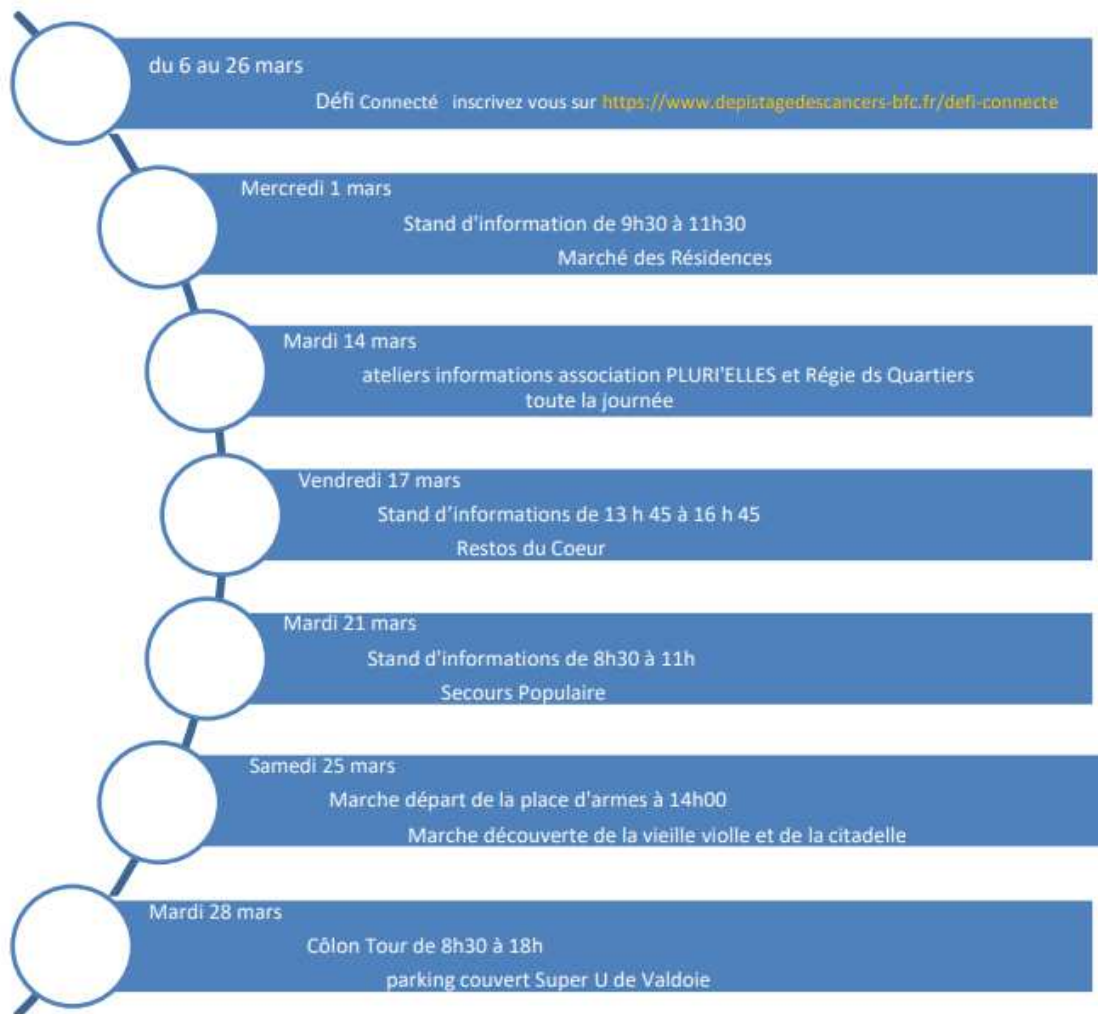 du 6 au 26 mars
Défi Connecté inscrivez vous sur https://www.depistagedescancers-bfc.fr/defi-connecte
Mercredi 1 mars
Stand d'information de 9h30 à 11h30
Marché des Résidences
Mardi 14 mars
ateliers informations association PLURI'ELLES et Régie ds Quartiers
toute la journée
Vendredi 17 mars
Stand d'informations de 13 h 45 à 16 h 45
Restos du Coeur
Mardi 21 mars
Stand d'informations de 8h30 à 11h
Secours Populaire
Samedi 25 mars
Marche départ de la place d'armes à 14h00
Marche découverte de la vieille violle et de la citadelle
Mardi 28 mars
Côlon Tour de 8h30 à 18h
parking couvert Super U de Valdoie